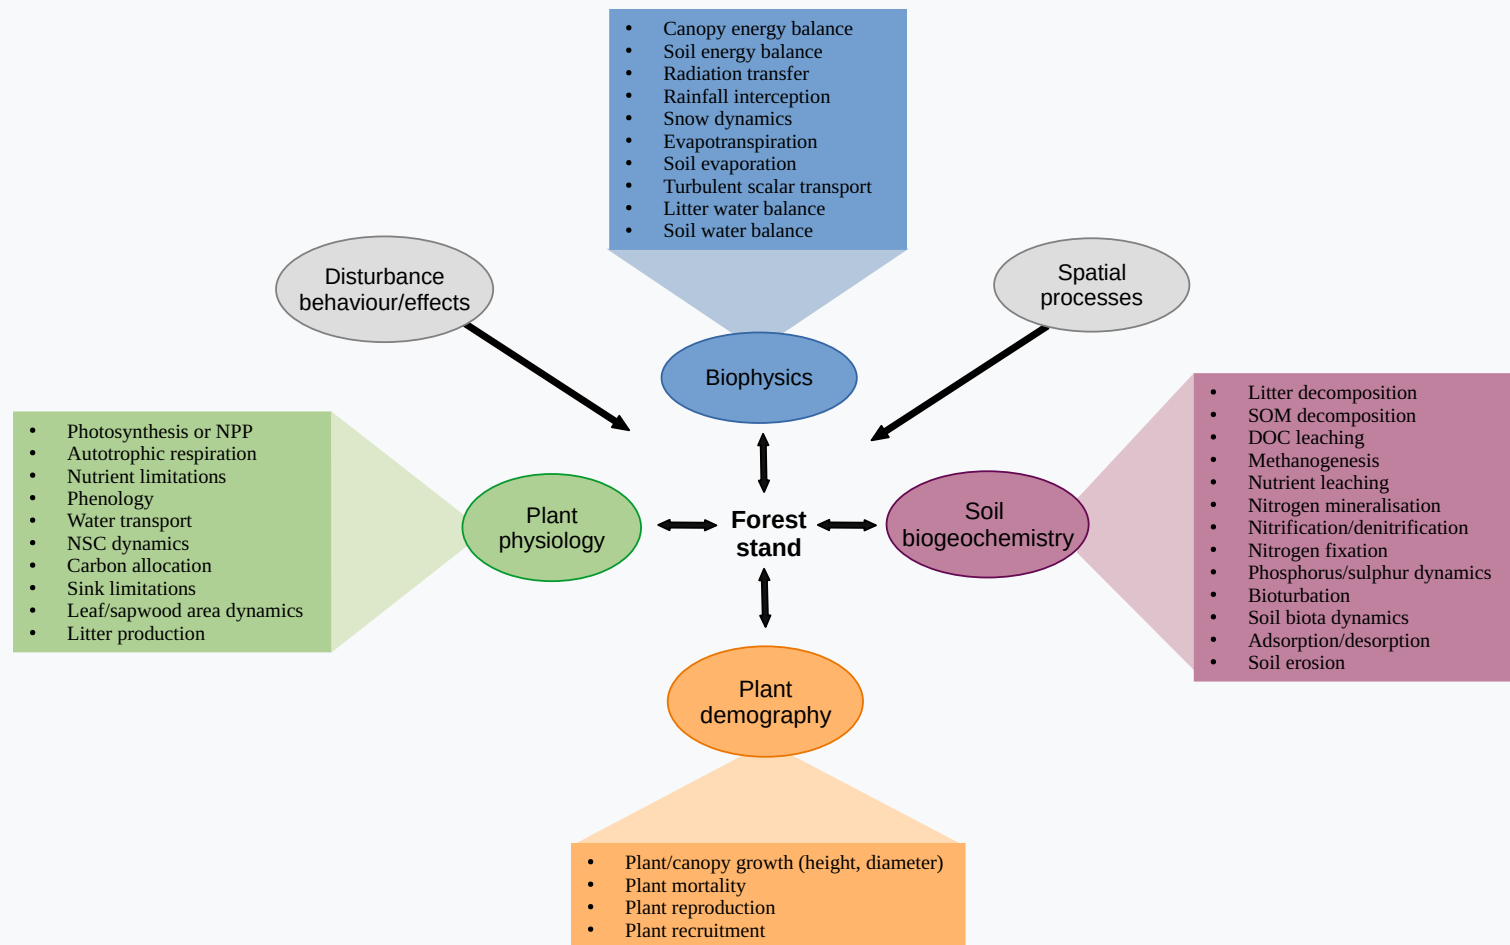 • Canopy energy balance
• Soil energy balance
• Radiation transfer
• Rainfall interception
• Snow dynamics
• Evapotranspiration
• Soil evaporation
• Turbulent scalar transport
• Litter water balance
• Soil water balance
Disturbance
behaviour/effects
Spatial
processes
Biophysics
• Photosynthesis or NPP
• Autotrophic respiration
• Nutrient limitations
• Phenology
• Water transport
• NSC dynamics
• Carbon allocation
• Sink limitations
• Leaf/sapwood area dynamics
• Litter production
Plant
physiology
Forest
stand
Soil
biogeochemistry
• Litter decomposition
• SOM decomposition
• DOC leaching
• Methanogenesis
• Nutrient leaching
• Nitrogen mineralisation
• Nitrification/denitrification
• Nitrogen fixation
• Phosphorus/sulphur dynamics
• Bioturbation
• Soil biota dynamics
• Adsorption/desorption
• Soil erosion
Plant
demography
• Plant/canopy growth (height, diameter)
• Plant mortality
• Plant reproduction
• Plant recruitment